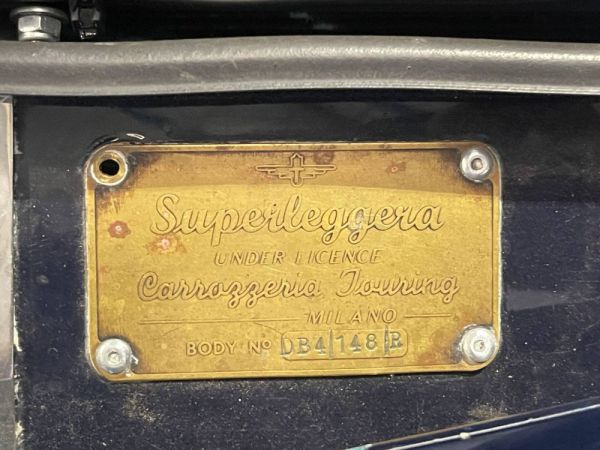 Superleggera
UNDER LICENCE
Carrozzeria Touring
MILANO
BODY Nº DB4/148/R